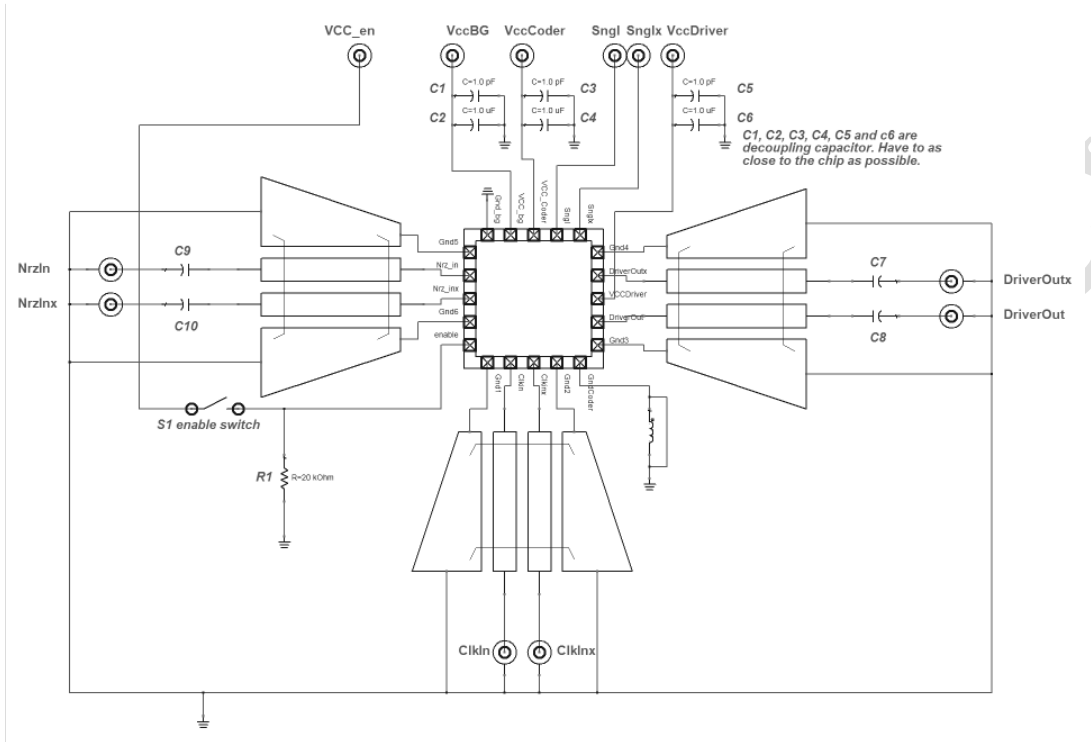 VCC_en
VccBG
VccCoder
Sngl
Snglx
VccDriver
C1
C=1.0 pF
C=1.0 pF
C3
C=1.0 pF
C5
C2
C=1.0 uF
C=1.0 uF
C4
C=1.0 uF
C6
C1, C2, C3, C4, C5 and c6 are
decoupling capacitor. Have to as
close to the chip as possible.
Gnd_bg
VCC_bg
VCC_Coder
Sngl
Snglx
Gnd5
Nrz_in
Nrz_inx
Gnd6
enable
Gnd4
DriverOutx
VCCDriver
DriverOut
Gnd3
Gnd1
ClkIn
ClkInx
Gnd2
GndCoder
C9
NrzIn
NrzInx
C10
C7
DriverOutx
DriverOut
C8
S1 enable switch
R1
R=20 kOhm
ClkIn
ClkInx